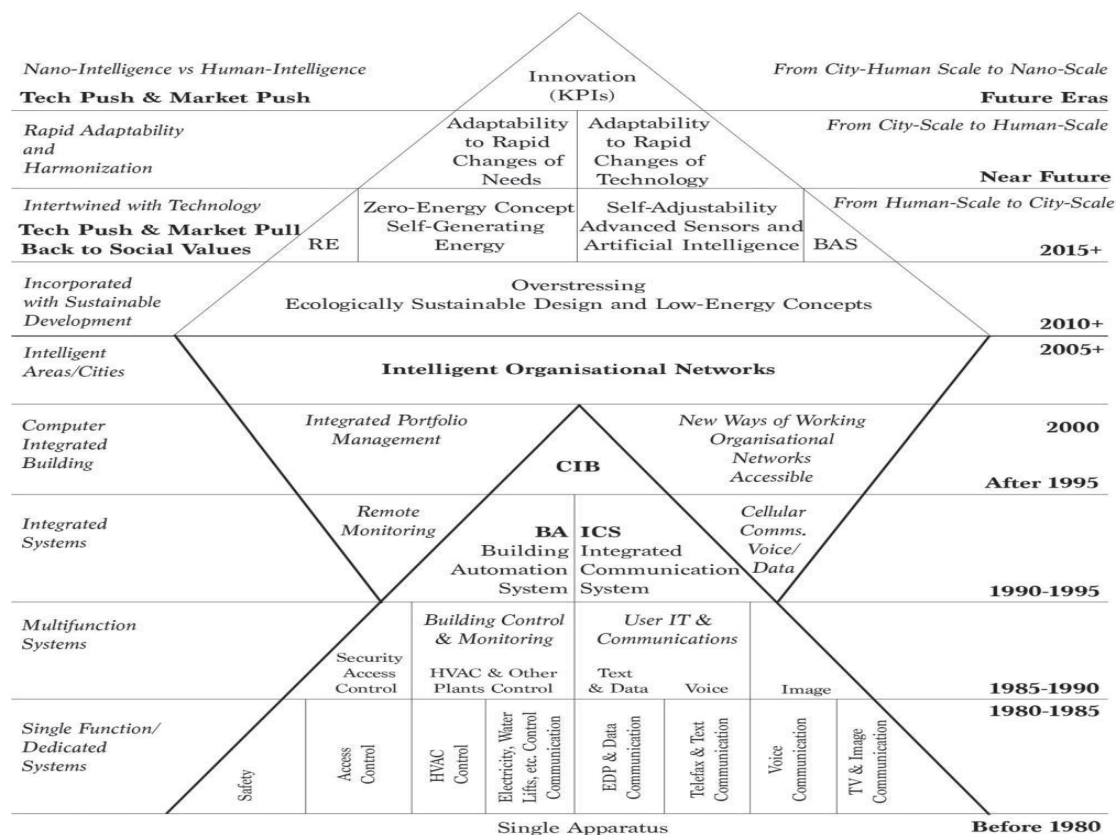 Nano-Intelligence vs Human-Intelligence
Tech Push & Market Push
Innovation
(KPIs)
From City-Human Scale to Nano-Scale
Future Eras
Rapid Adaptability
and
Harmonization
Adaptability
to Rapid
Changes of
Needs
Adaptability
to Rapid
Changes of
Technology
From City-Scale to Human-Scale
Near Future
Intertwined with Technology
Tech Push & Market Pull
Back to Social Values
RE
Zero-Energy Concept
Self-Generating
Energy
Self-Adjustability
Advanced Sensors and
Artificial Intelligence
BAS
From Human-Scale to City-Scale
2015+
Incorporated
with Sustainable
Development
Overstressing
Ecologically Sustainable Design and Low-Energy Concepts
2010+
Intelligent
Areas/Cities
Intelligent Organisational Networks
2005+
Computer
Integrated
Building
Integrated Portfolio
Management
CIB
New Ways of Working
Organisational
Networks
Accessible
2000
After 1995
Integrated
Systems
Remote
Monitoring
BA
Building
Automation
System
ICS
Integrated
Communication
System
Cellular
Comms.
Voice/
Data
1990-1995
Multifunction
Systems
Building Control
& Monitoring
User IT &
Communications
Security
Access
Control
HVAC & Other
Plants Control
Text
& Data
Voice
Image
1985-1990
1980-1985
Single Function/
Dedicated
Systems
Safety
Access
Control
HVAC
Control
Electricity, Water
Lifts, etc. Control
Communication
EDP & Data
Communication
Telefax & Text
Communication
Voice
Communication
TV & Image
Communication
Single Apparatus
Before 1980